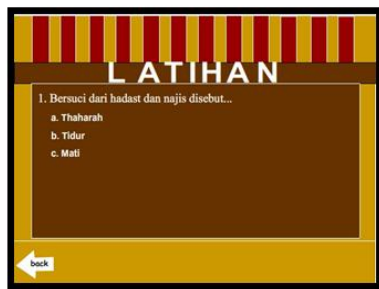 LATIHAN
1. Bersuci dari hadast dan najis disebut...
a. Thaharah
b. Tidur
c. Mati
back